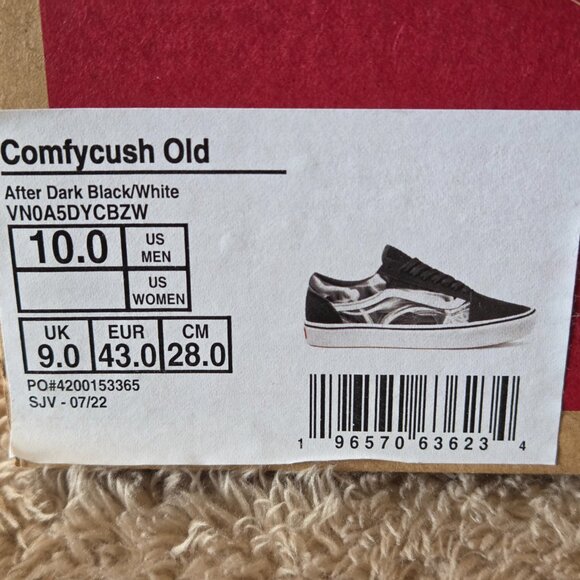 Comfycush Old
After Dark Black/White
VN0A5DYCBZW
10.0 US MEN
US WOMEN
UK 9.0 EUR 43.0 CM 28.0
PO#4200153365
SJV - 07/22
1 96570 63623 4